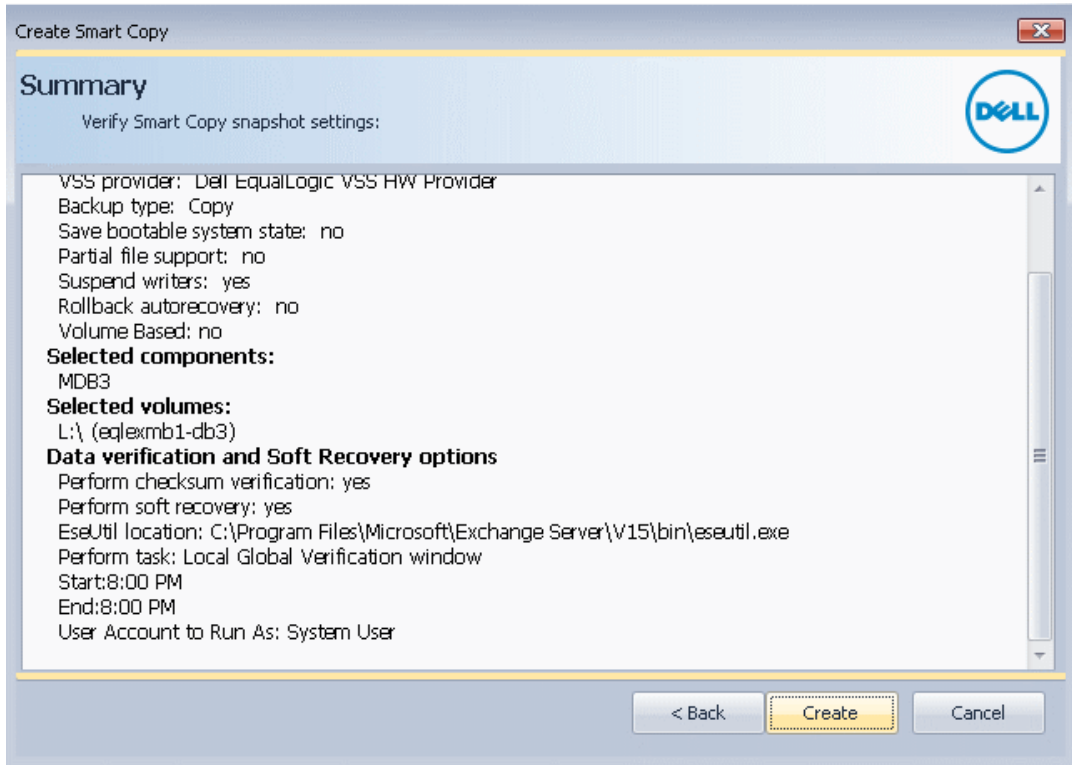 Create Smart Copy
Summary
Verify Smart Copy snapshot settings:
DELL
VSS provider: Dell EqualLogic VSS HW Provider
Backup type: Copy
Save bootable system state: no
Partial file support: no
Suspend writers: yes
Rollback autorecovery: no
Volume Based: no
Selected components:
MDB3
Selected volumes:
L:\ (eqlexmb1-db3)
Data verification and Soft Recovery options
Perform checksum verification: yes
Perform soft recovery: yes
EseUtil location: C:\Program Files\Microsoft\Exchange Server\V15\bin\eseutil.exe
Perform task: Local Global Verification window
Start:8:00 PM
End:8:00 PM
User Account to Run As: System User
< Back
Create
Cancel